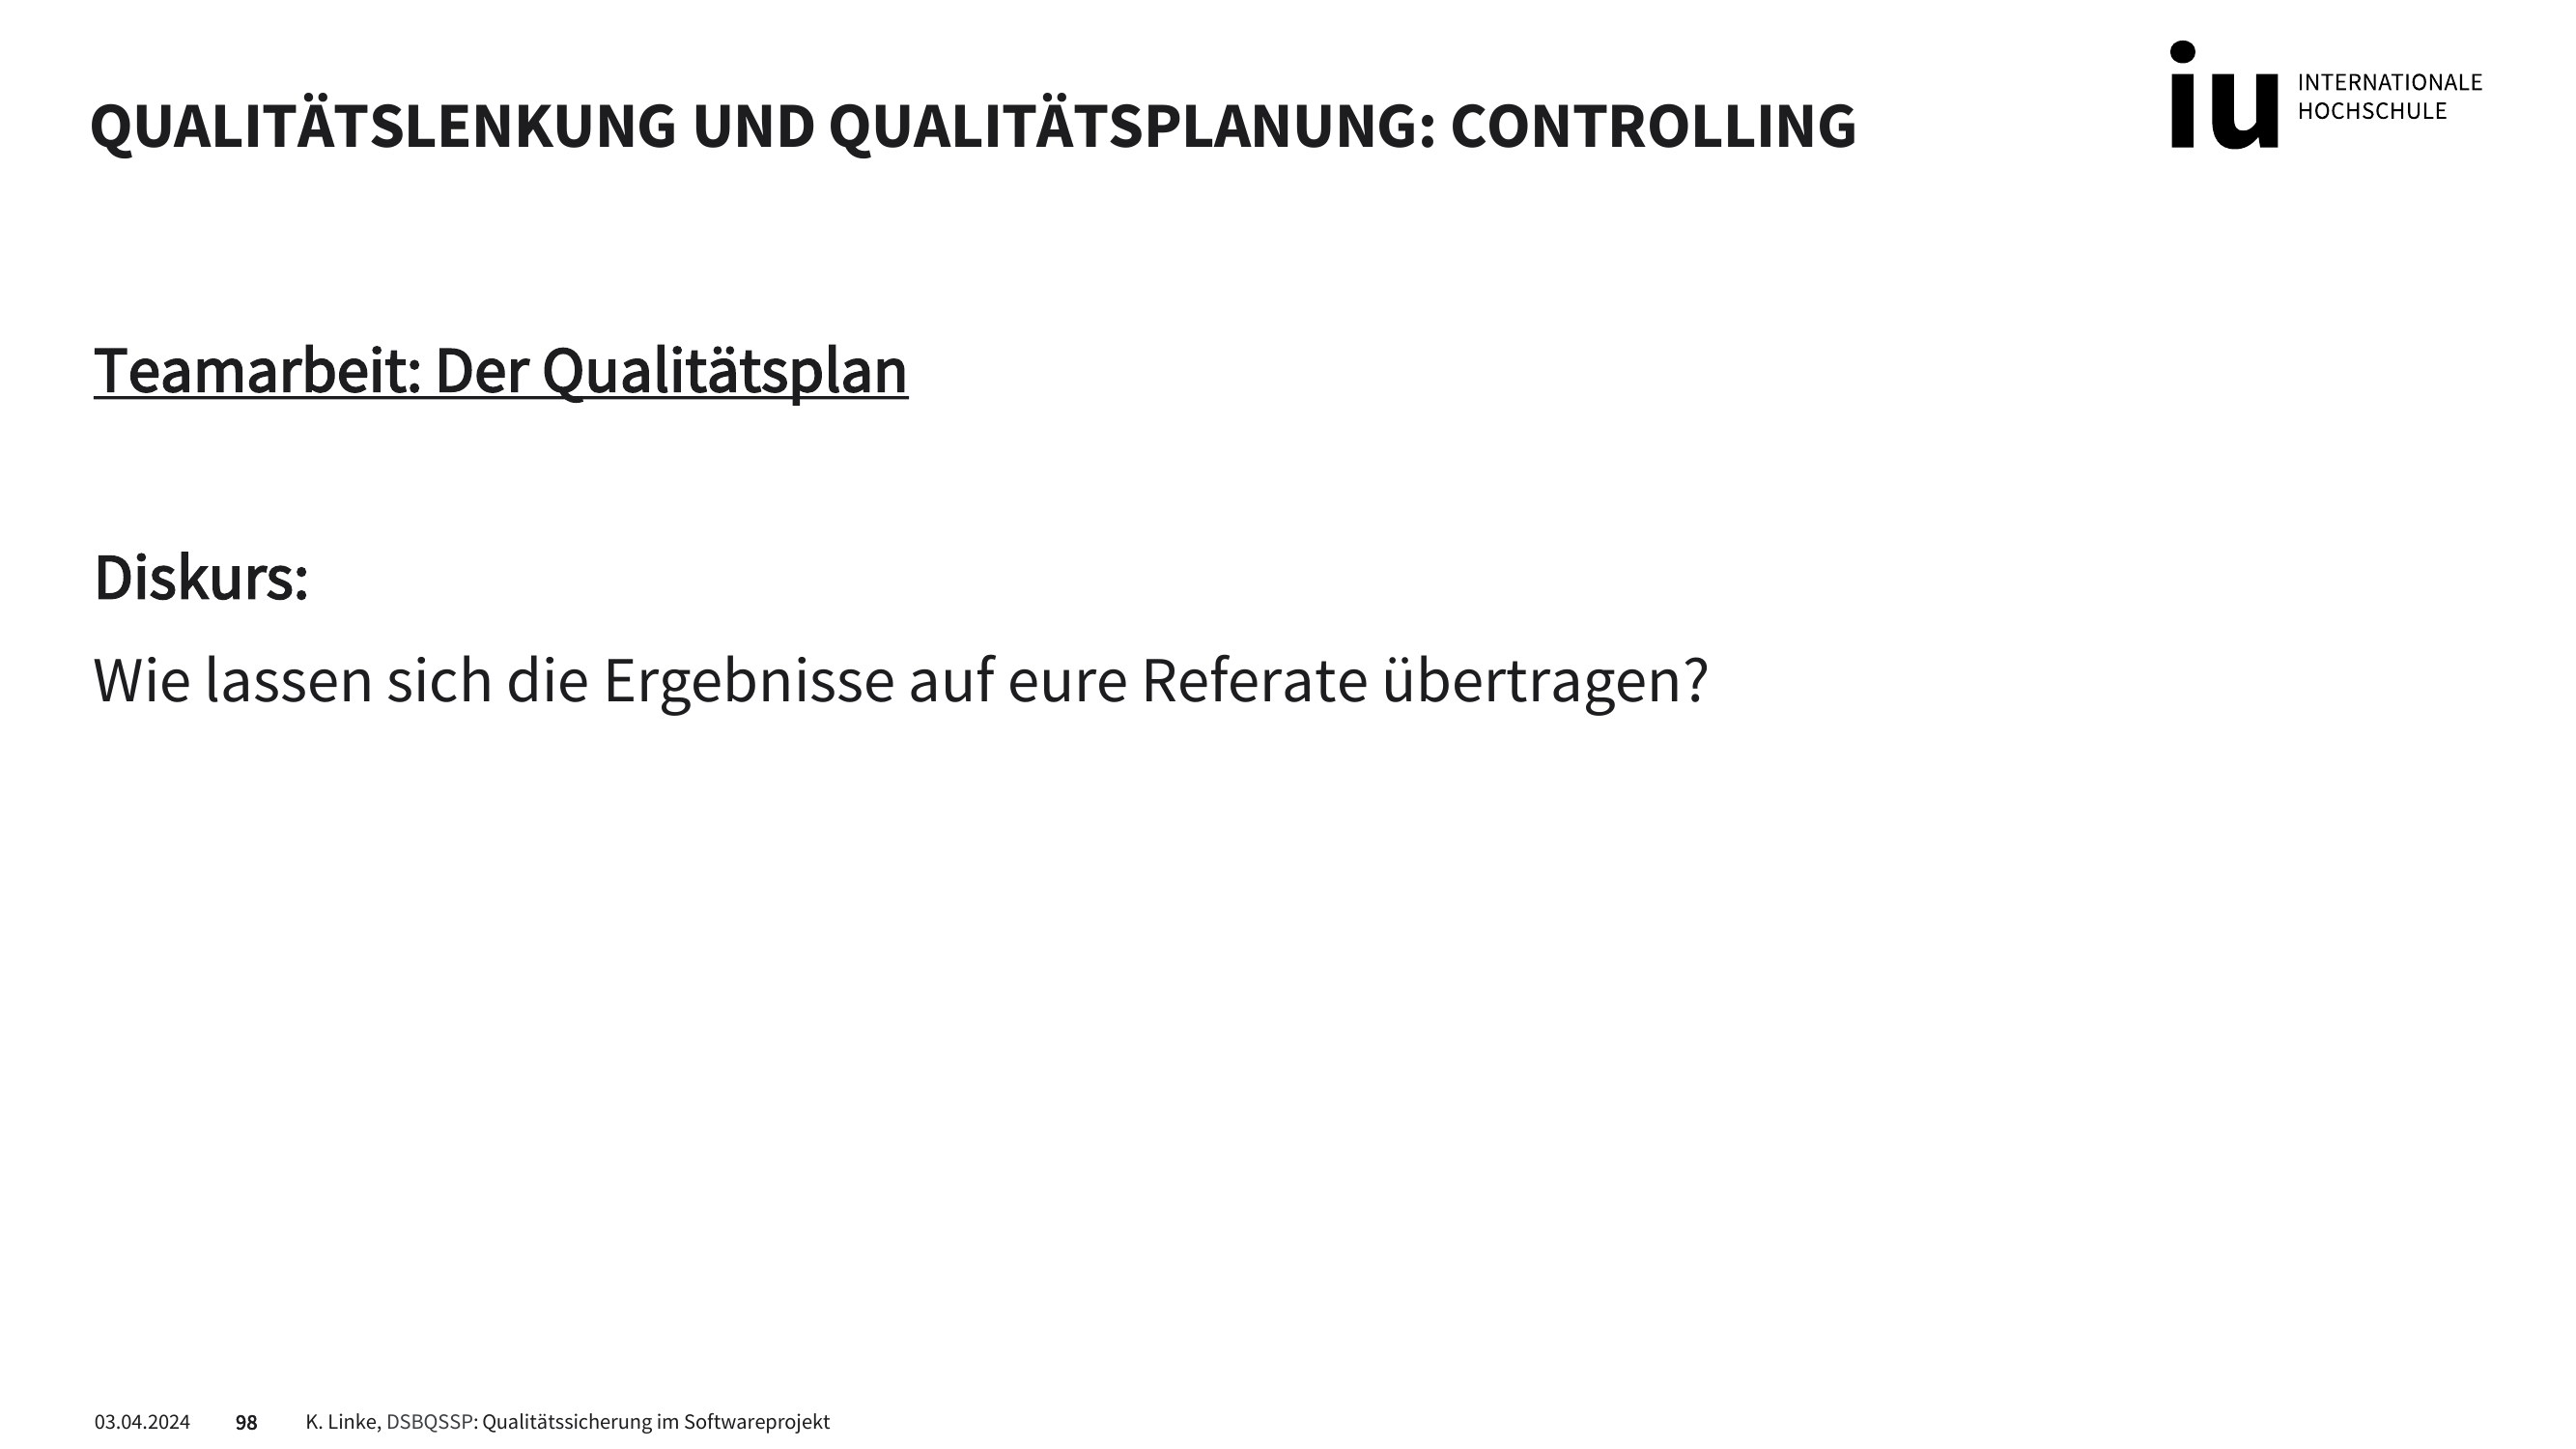 QUALITÄTSLENKUNG UND QUALITÄTSPLANUNG: CONTROLLING
iu INTERNATIONALE
HOCHSCHULE
Teamarbeit: Der Qualitätsplan
Diskurs:
Wie lassen sich die Ergebnisse auf eure Referate übertragen?
03.04.2024 98 K. Linke, DSBQSSP: Qualitätssicherung im Softwareprojekt